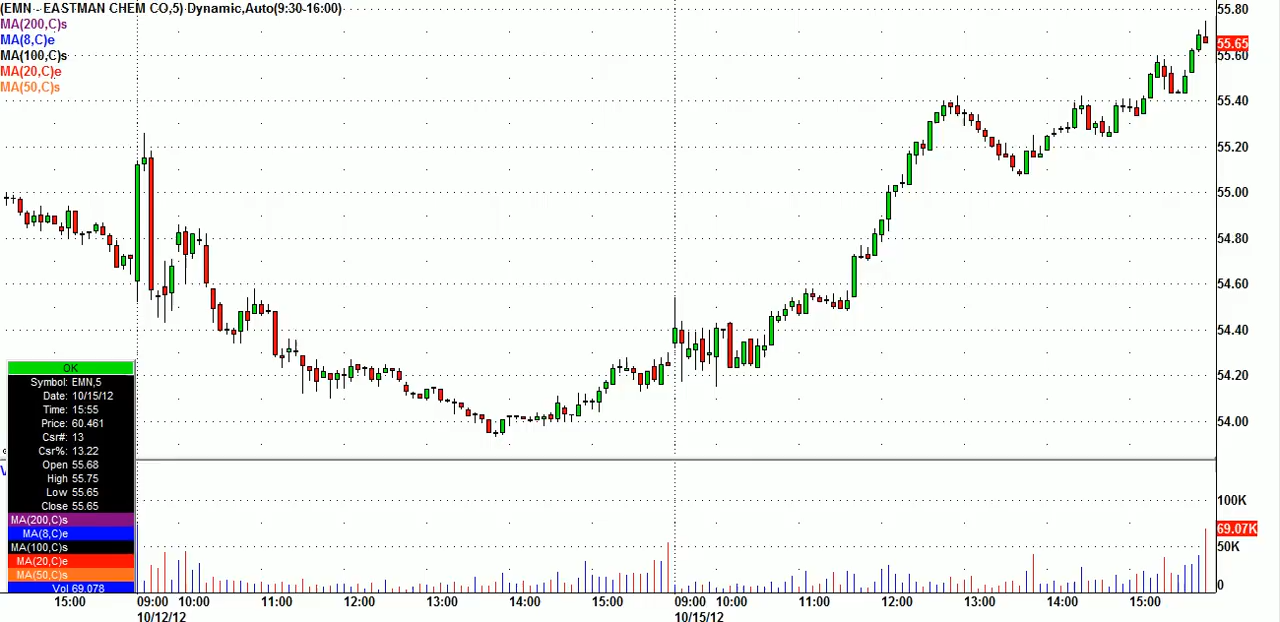 (EMN - EASTMAN CHEM CO,5) Dynamic,Auto(9:30-16:00)
MA(200,C)s
MA(8,C)e
MA(100,C)s
MA(20,C)e
MA(50,C)s
55.80
55.65
55.60
55.40
55.20
55.00
54.80
54.60
54.40
54.20
54.00
OK
Symbol: EMN,5
Date: 10/15/12
Time: 15:55
Price: 60.461
Csr#: 13
Csr%: 13.22
Open 55.68
High 55.75
Low 55.65
Close 55.65
MA(200,C)s
MA(8,C)e
MA(100,C)s
MA(20,C)e
MA(50,C)s
Vol 69.078
100K
69.07K
50K
0
15:00 09:00 10:00 11:00 12:00 13:00 14:00 15:00 09:00 10:00 11:00 12:00 13:00 14:00 15:00
10/12/12 10/15/12